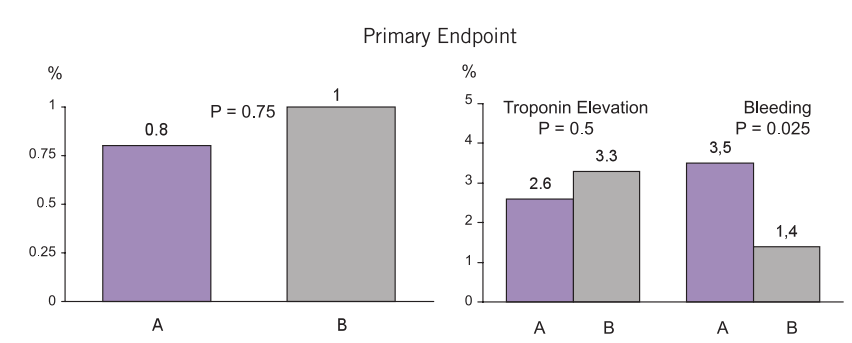 Primary Endpoint
%
1
0.75
0.5
0.25
0
0.8
P = 0.75
1
A
B
%
5
4
3
2
1
0
Troponin Elevation
P = 0.5
2.6
3.3
Bleeding
P = 0.025
3,5
1,4
A
B
A
B